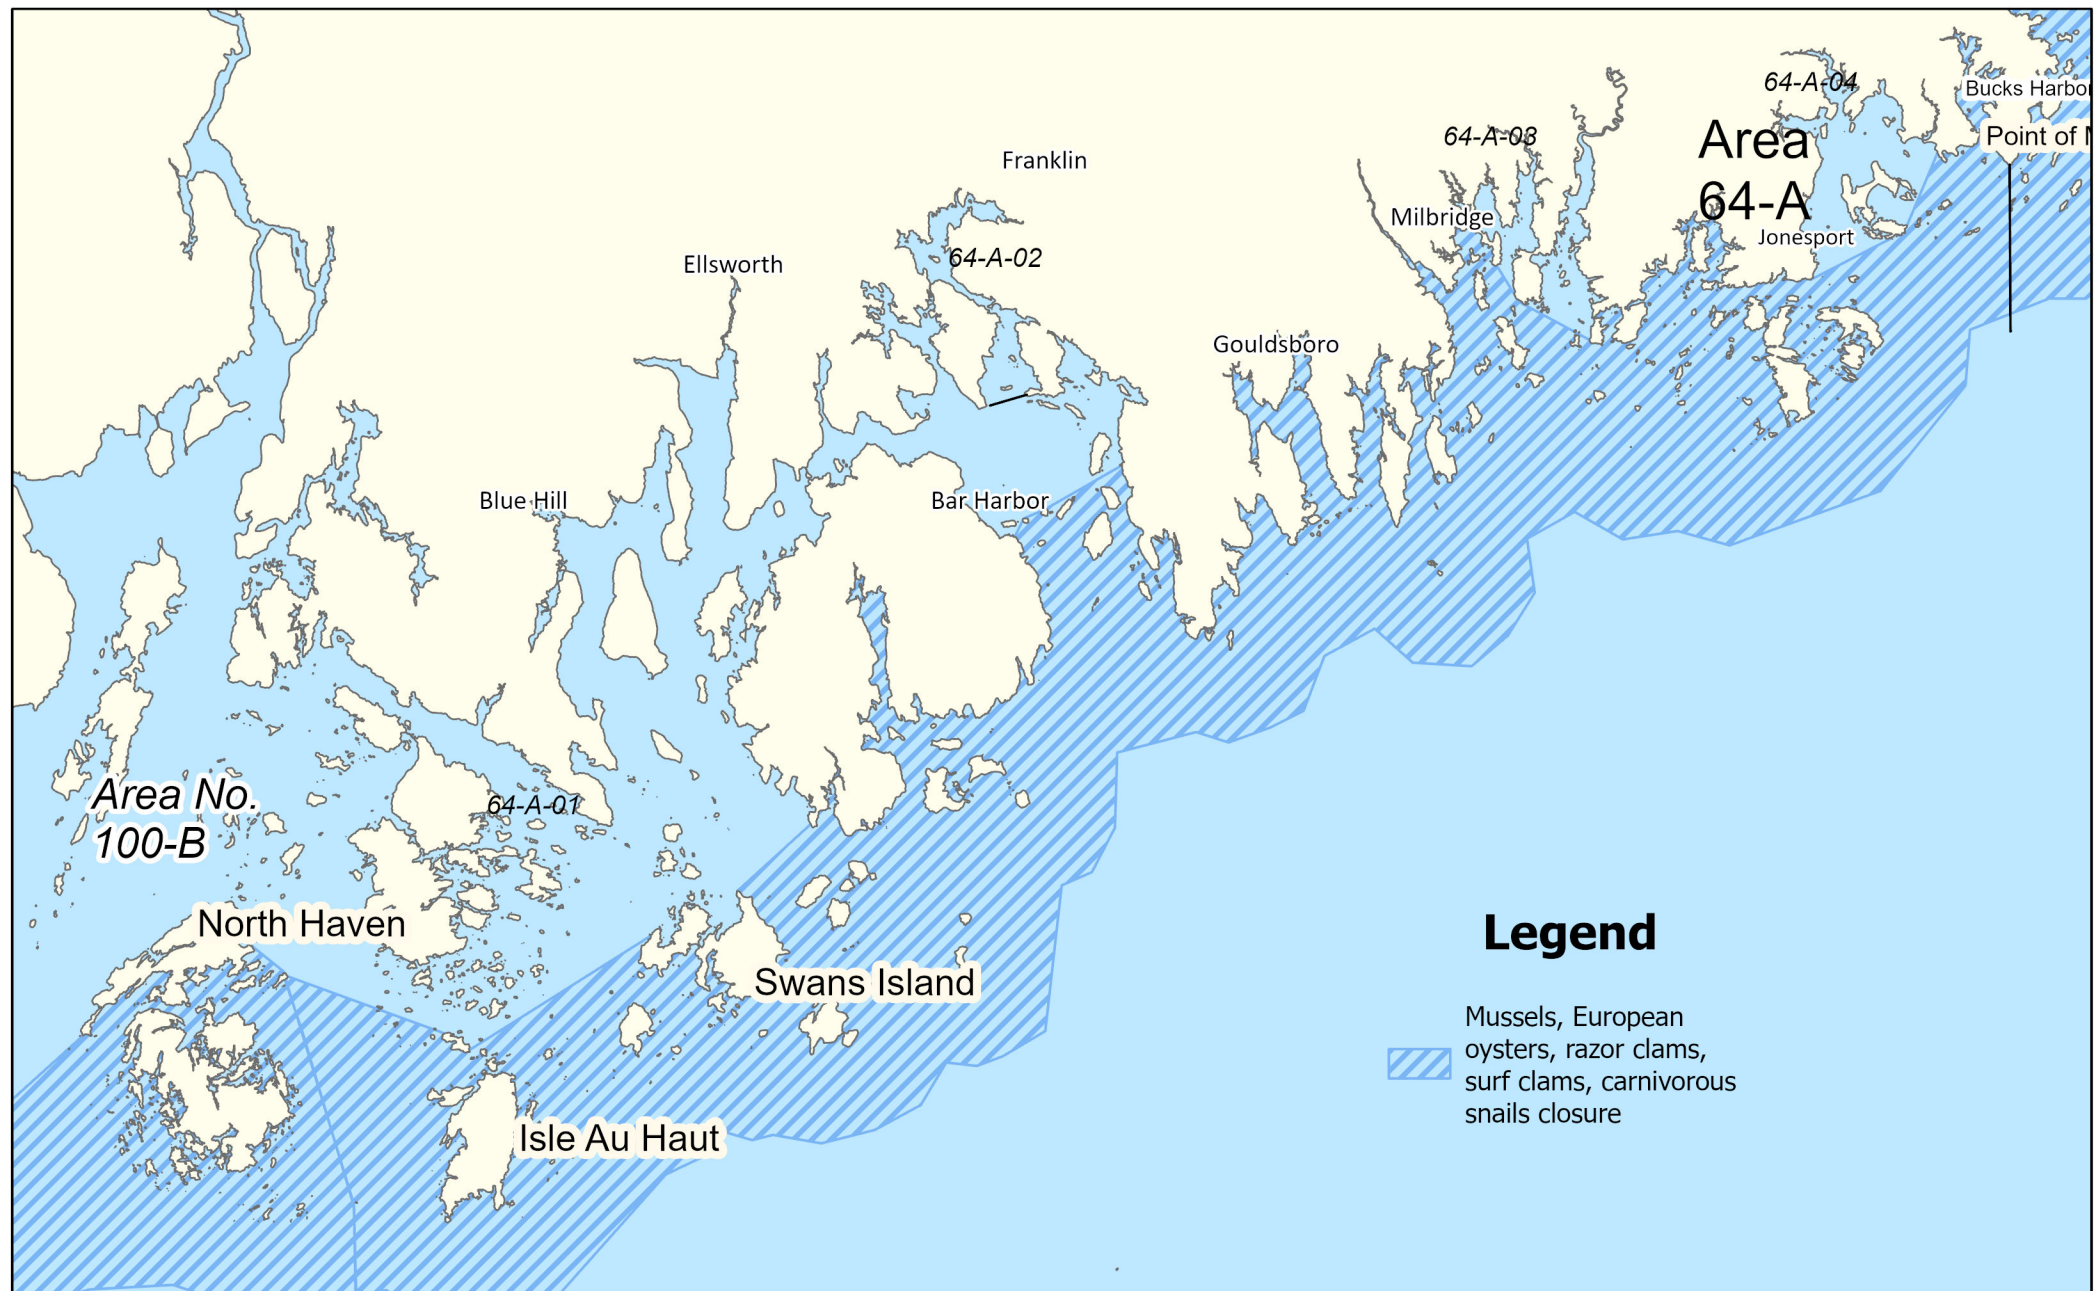 64-A-04
Bucks Harbor
Area
64-A
64-A-03
Point of
Franklin
Milbridge
Jonesport
64-A-02
Ellsworth
Gouldsboro
Blue Hill
Bar Harbor
Area No.
100-B
64-A-01
North Haven
Swans Island
Isle Au Haut
Legend
Mussels, European
oysters, razor clams,
surf clams, carnivorous
snails closure